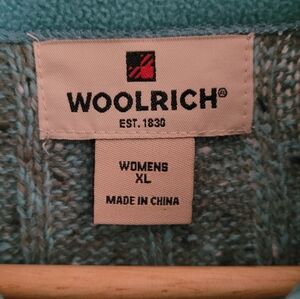 WOOLRICH®
EST. 1830
WOMENS
XL
MADE IN CHINA